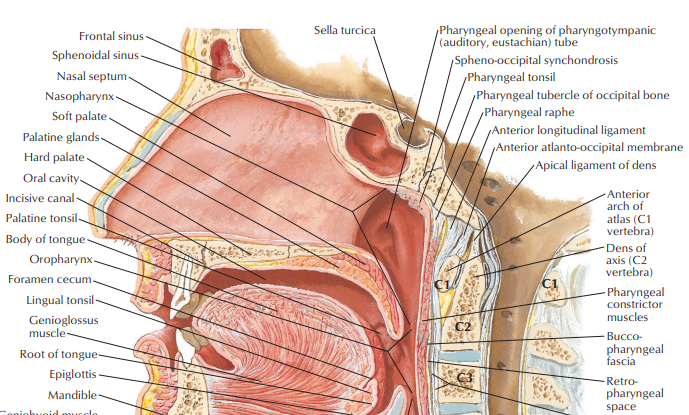 Frontal sinus
Sphenoidal sinus
Nasal septum
Nasopharynx
Soft palate
Palatine glands
Hard palate
Oral cavity
Incisive canal
Palatine tonsil
Body of tongue
Oropharynx
Foramen cecum
Lingual tonsil
Genioglossus
muscle
Root of tongue
Epiglottis
Mandible
Geniohyoid muscle
Sella turcica
Pharyngeal opening of pharyngotympanic
(auditory, eustachian) tube
Spheno-occipital synchondrosis
Pharyngeal tonsil
Pharyngeal tubercle of occipital bone
Pharyngeal raphe
Anterior longitudinal ligament
Anterior atlanto-occipital membrane
Apical ligament of dens
Anterior
arch of
atlas (C1
vertebra)
Dens of
axis (C2
vertebra)
Pharyngeal
constrictor
muscles
Bucco-
pharyngeal
fascia
Retro-
pharyngeal
space
C1
C1
C2
C3